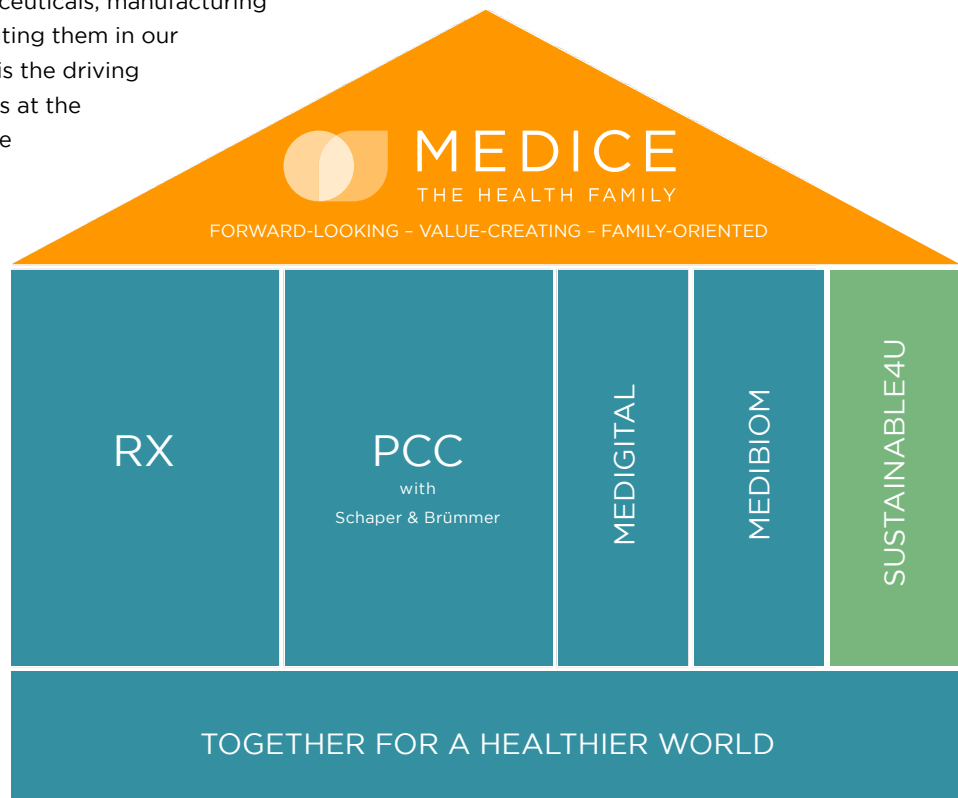 ceuticals, manufacturing
ting them in our
is the driving
s at the
e
MEDICE
THE HEALTH FAMILY
FORWARD-LOOKING – VALUE-CREATING – FAMILY-ORIENTED
RX
PCC
with
Schaper & Brümmer
MEDIGITAL
MEDIBIOM
SUSTAINABLE4U
TOGETHER FOR A HEALTHIER WORLD